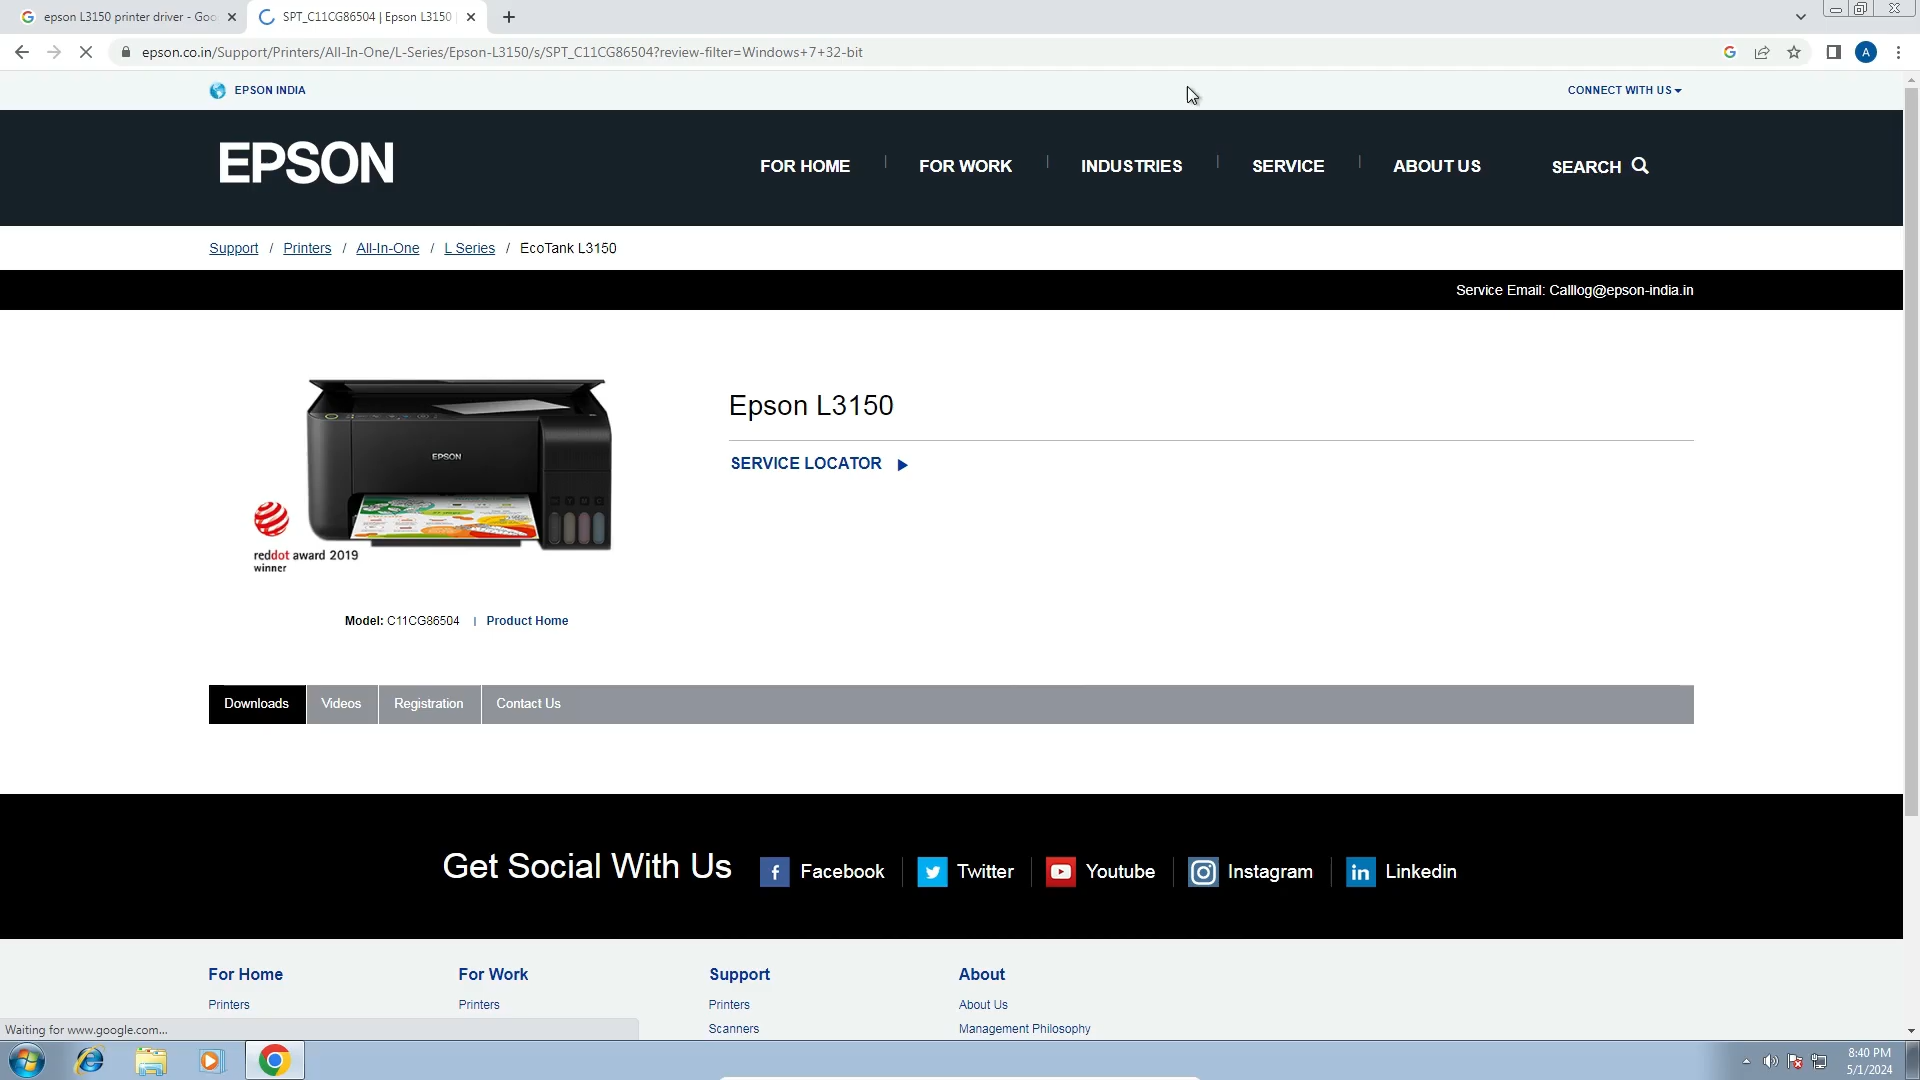 epson L3150 printer driver - Goo
SPT_C11CG86504 | Epson L3150 |
epson.co.in/Support/Printers/All-In-One/L-Series/Epson-L3150/s/SPT_C11CG86504?review-filter=Windows+7+32-bit
A
EPSON INDIA
CONNECT WITH US
EPSON
FOR HOME
FOR WORK
INDUSTRIES
SERVICE
ABOUT US
SEARCH
Support / Printers / All-In-One / L Series / EcoTank L3150
Service Email: Calllog@epson-india.in
EPSON
reddot award 2019
winner
Epson L3150
SERVICE LOCATOR
Model: C11CG86504 | Product Home
Downloads
Videos
Registration
Contact Us
Get Social With Us
Facebook
Twitter
Youtube
Instagram
Linkedin
For Home
For Work
Support
About
Printers
Printers
Printers
About Us
Scanners
Management Philosophy
Waiting for www.google.com...
8:40 PM
5/1/2024